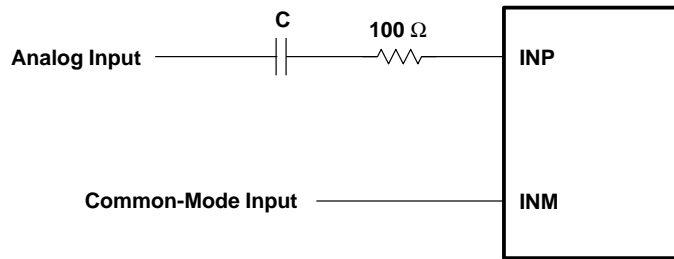 C
100 Ω
Analog Input
INP
Common-Mode Input
INM